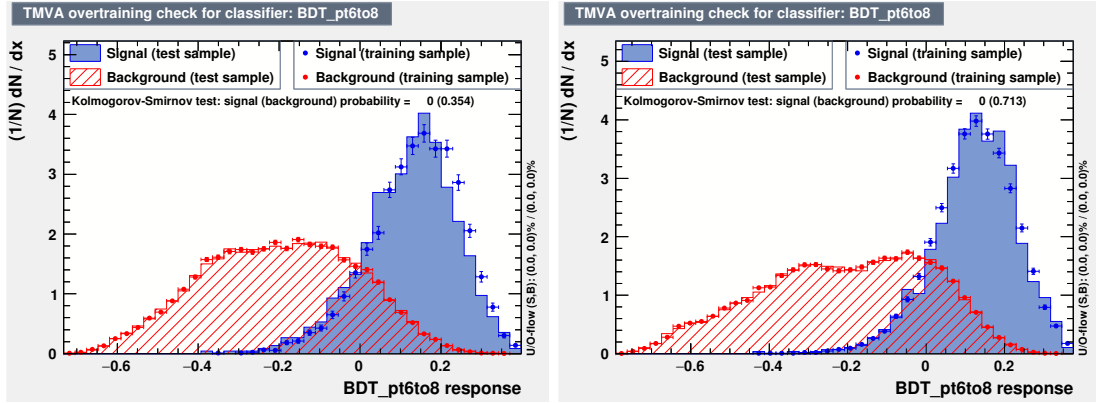 TMVA overtraining check for classifier: BDT_pt6to8
(1/N) dN / dx
Signal (test sample)
Background (test sample)
Signal (training sample)
Background (training sample)
Kolmogorov-Smirnov test: signal (background) probability = 0 (0.354)
5
4
3
2
1
0
−0.6 −0.4 −0.2 0 0.2
BDT_pt6to8 response
U/O-flow (S,B): (0.0, 0.0)% / (0.0, 0.0)%
TMVA overtraining check for classifier: BDT_pt6to8
(1/N) dN / dx
Signal (test sample)
Background (test sample)
Signal (training sample)
Background (training sample)
Kolmogorov-Smirnov test: signal (background) probability = 0 (0.713)
5
4
3
2
1
0
−0.6 −0.4 −0.2 0 0.2
BDT_pt6to8 response
U/O-flow (S,B): (0.0, 0.0)% / (0.0, 0.0)%